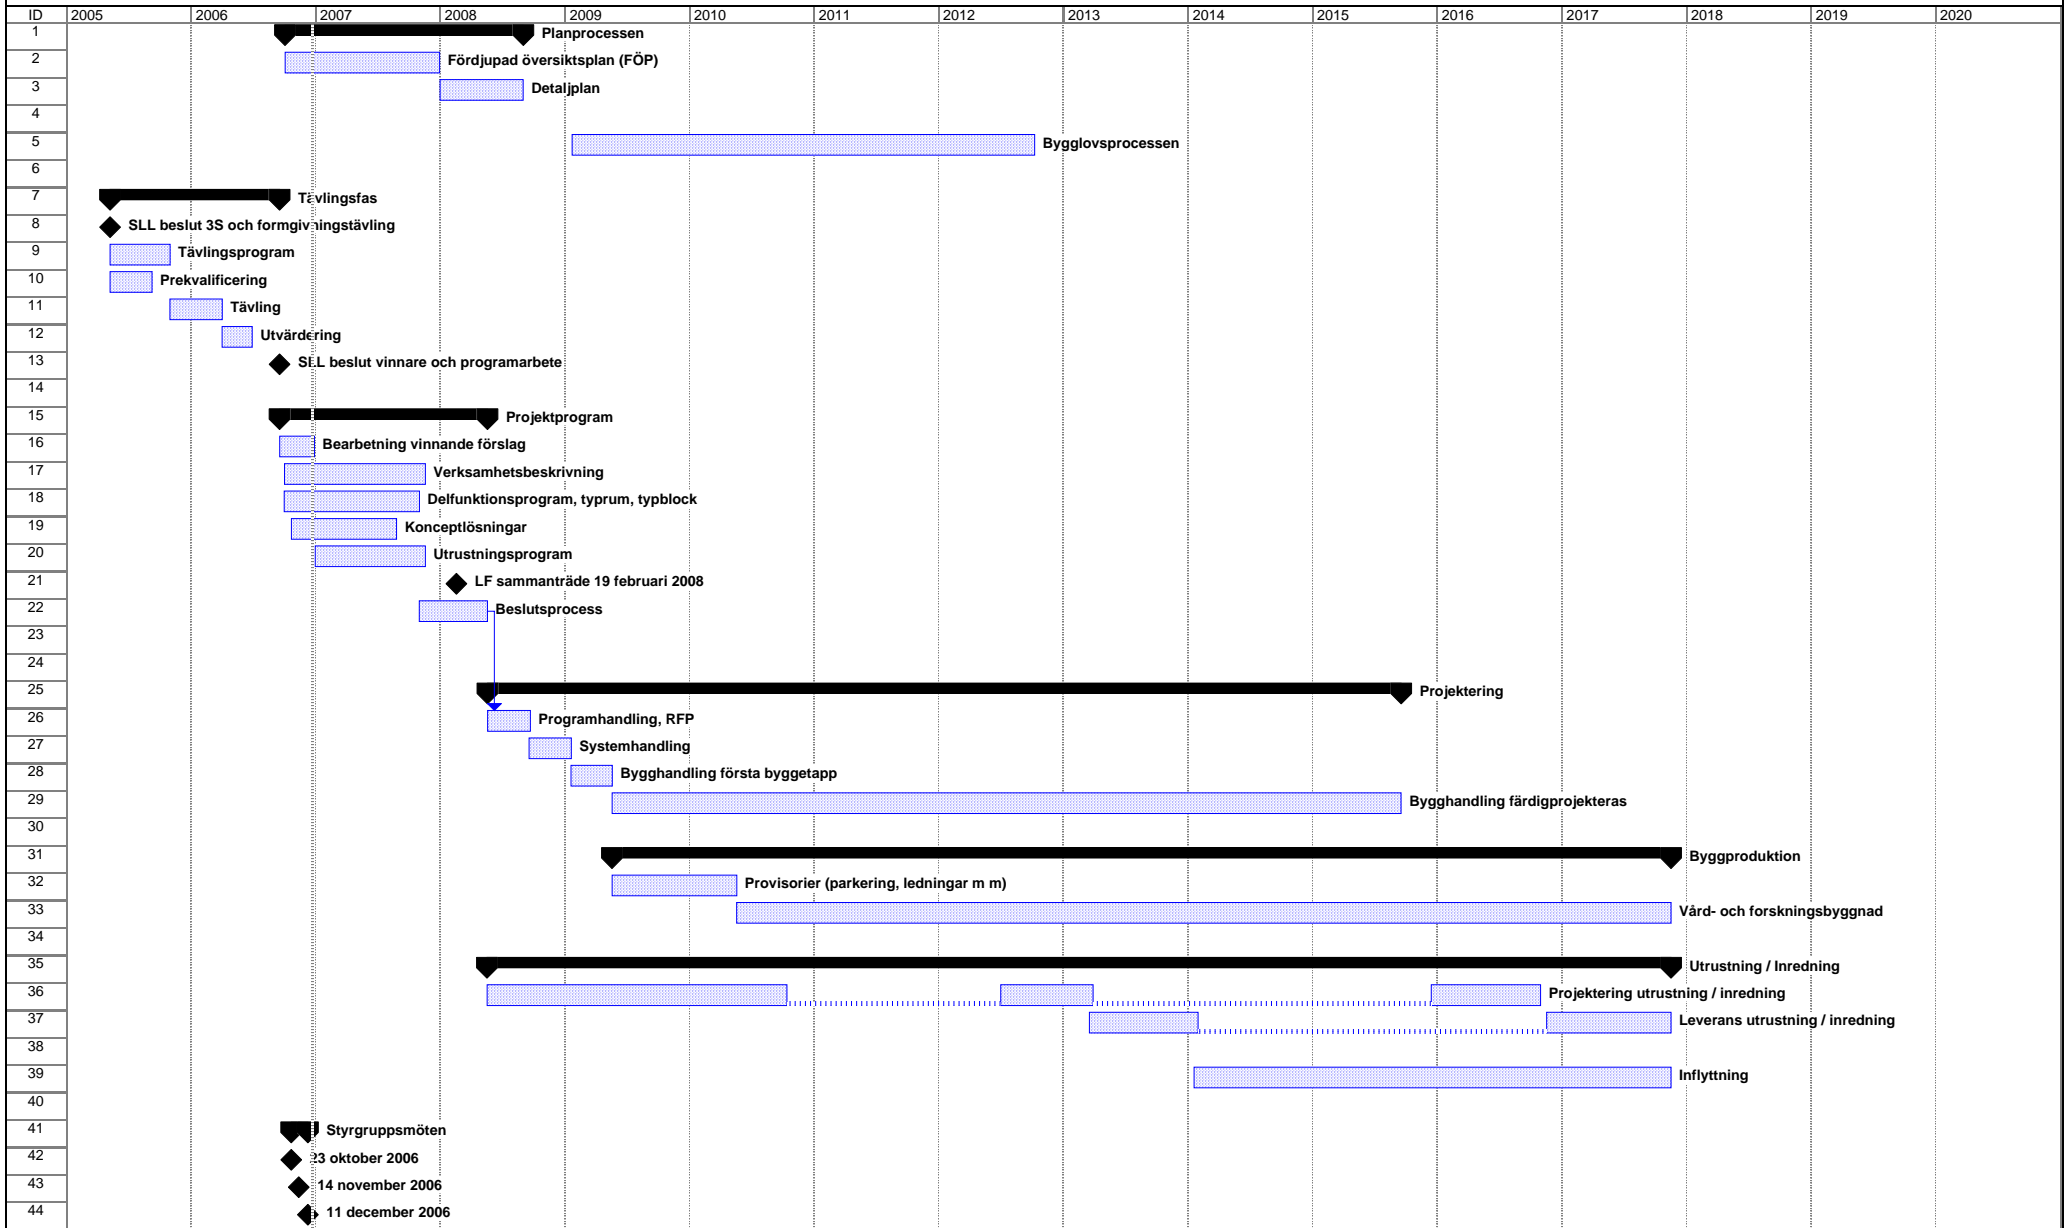 ID 2005 2006 2007 2008 2009 2010 2011 2012 2013 2014 2015 2016 2017 2018 2019 2020
1 Planprocessen
2 Fördjupad översiktsplan (FÖP)
3 Detaljplan
4
5 Bygglovsprocessen
6
7 Tävlingsfas
8 SLL beslut 3S och formgivningstävling
9 Tävlingsprogram
10 Prekvalificering
11 Tävling
12 Utvärdering
13 SLL beslut vinnare och programarbete
14
15 Projektprogram
16 Bearbetning vinnande förslag
17 Verksamhetsbeskrivning
18 Delfunktionsprogram, typrum, typblock
19 Konceptlösningar
20 Utrustningsprogram
21 LF sammanträde 19 februari 2008
22 Beslutsprocess
23
24
25 Projektering
26 Programhandling, RFP
27 Systemhandling
28 Bygghandling första byggetapp
29 Bygghandling färdigprojekteras
30
31 Byggproduktion
32 Provisorier (parkering, ledningar m m)
33 Vård- och forskningsbyggnad
34
35 Utrustning / Inredning
36 Projektering utrustning / inredning
37 Leverans utrustning / inredning
38
39 Inflyttning
40
41 Styrgruppsmöten
42 23 oktober 2006
43 14 november 2006
44 11 december 2006